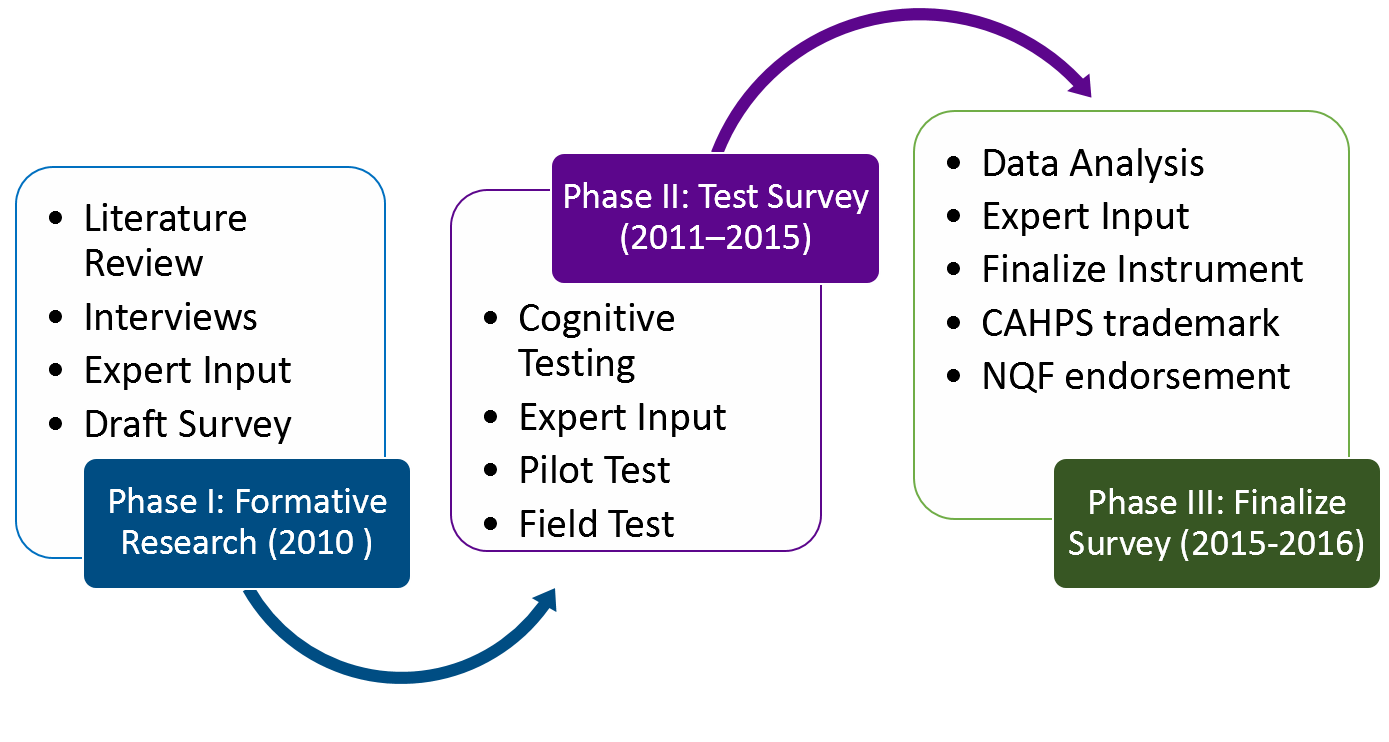 • Literature
Review
• Interviews
• Expert Input
• Draft Survey
Phase I: Formative
Research (2010 )
Phase II: Test Survey
(2011–2015)
• Cognitive
Testing
• Expert Input
• Pilot Test
• Field Test
• Data Analysis
• Expert Input
• Finalize Instrument
• CAHPS trademark
• NQF endorsement
Phase III: Finalize
Survey (2015-2016)